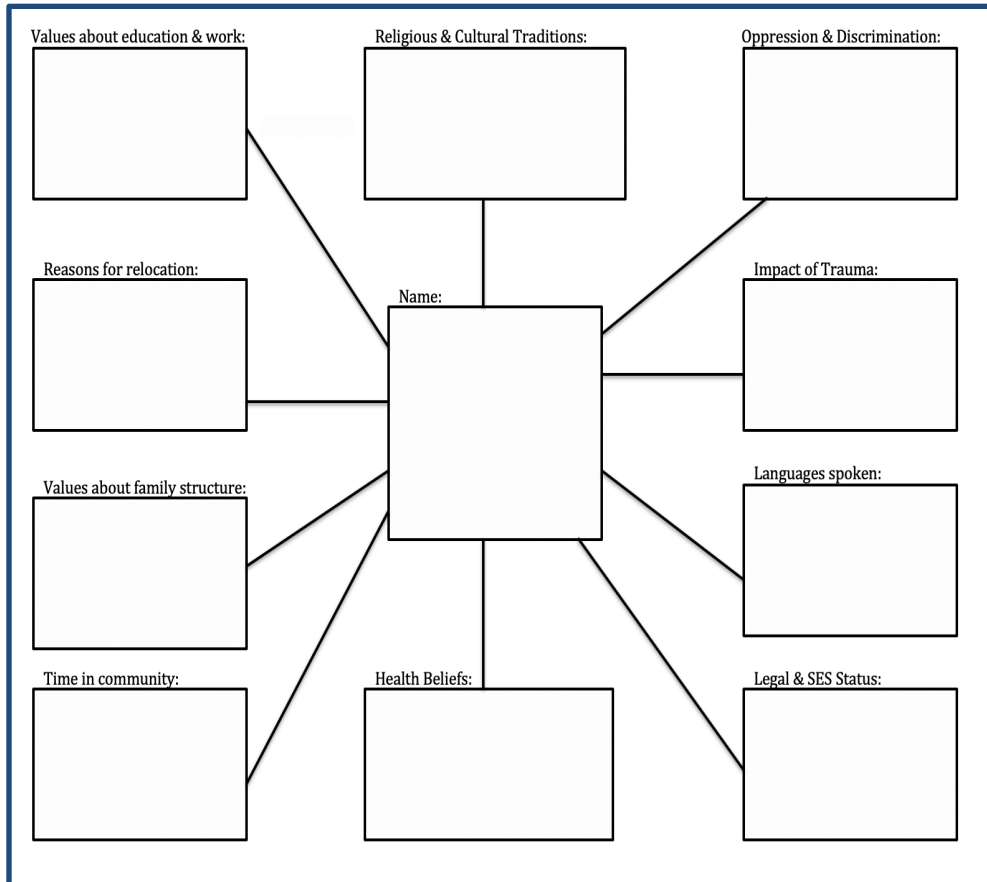 Values about education & work:
Religious & Cultural Traditions:
Oppression & Discrimination:
Reasons for relocation:
Impact of Trauma:
Name:
Values about family structure:
Languages spoken:
Time in community:
Health Beliefs:
Legal & SES Status: